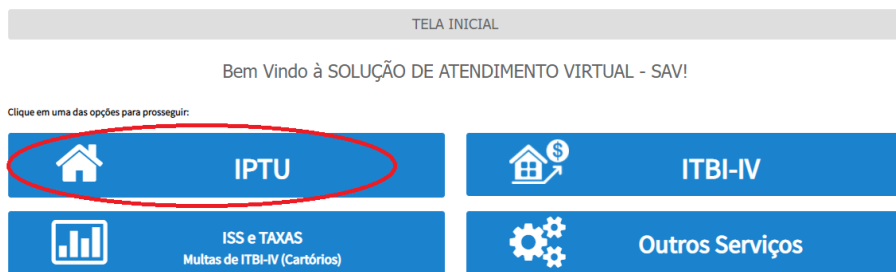 TELA INICIAL
Bem Vindo à SOLUÇÃO DE ATENDIMENTO VIRTUAL - SAV!
Clique em uma das opções para prosseguir:
IPTU
ITBI-IV
ISS e TAXAS
Multas de ITBI-IV (Cartórios)
Outros Serviços